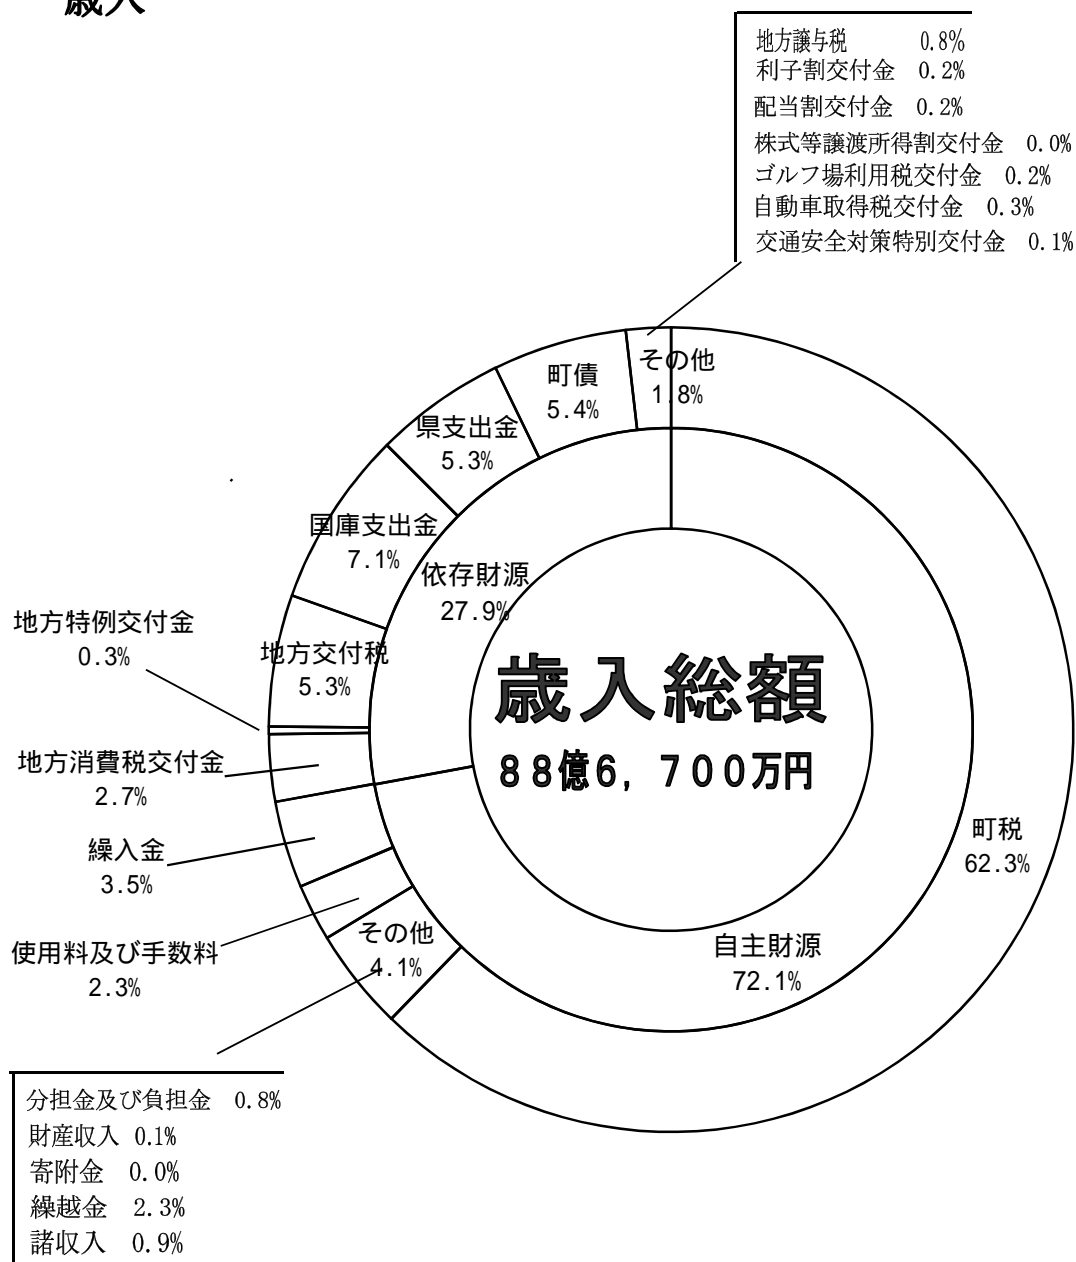 歳入
地方譲与税 0.8%
利子割交付金 0.2%
配当割交付金 0.2%
株式等譲渡所得割交付金 0.0%
ゴルフ場利用税交付金 0.2%
自動車取得税交付金 0.3%
交通安全対策特別交付金 0.1%
その他
1.8%
町債
5.4%
県支出金
5.3%
国庫支出金
7.1%
依存財源
27.9%
地方特例交付金
0.3%
地方交付税
5.3%
歳入総額
88億6,700万円
地方消費税交付金
2.7%
町税
62.3%
繰入金
3.5%
使用料及び手数料
2.3%
その他
4.1%
自主財源
72.1%
分担金及び負担金 0.8%
財産収入 0.1%
寄附金 0.0%
繰越金 2.3%
諸収入 0.9%